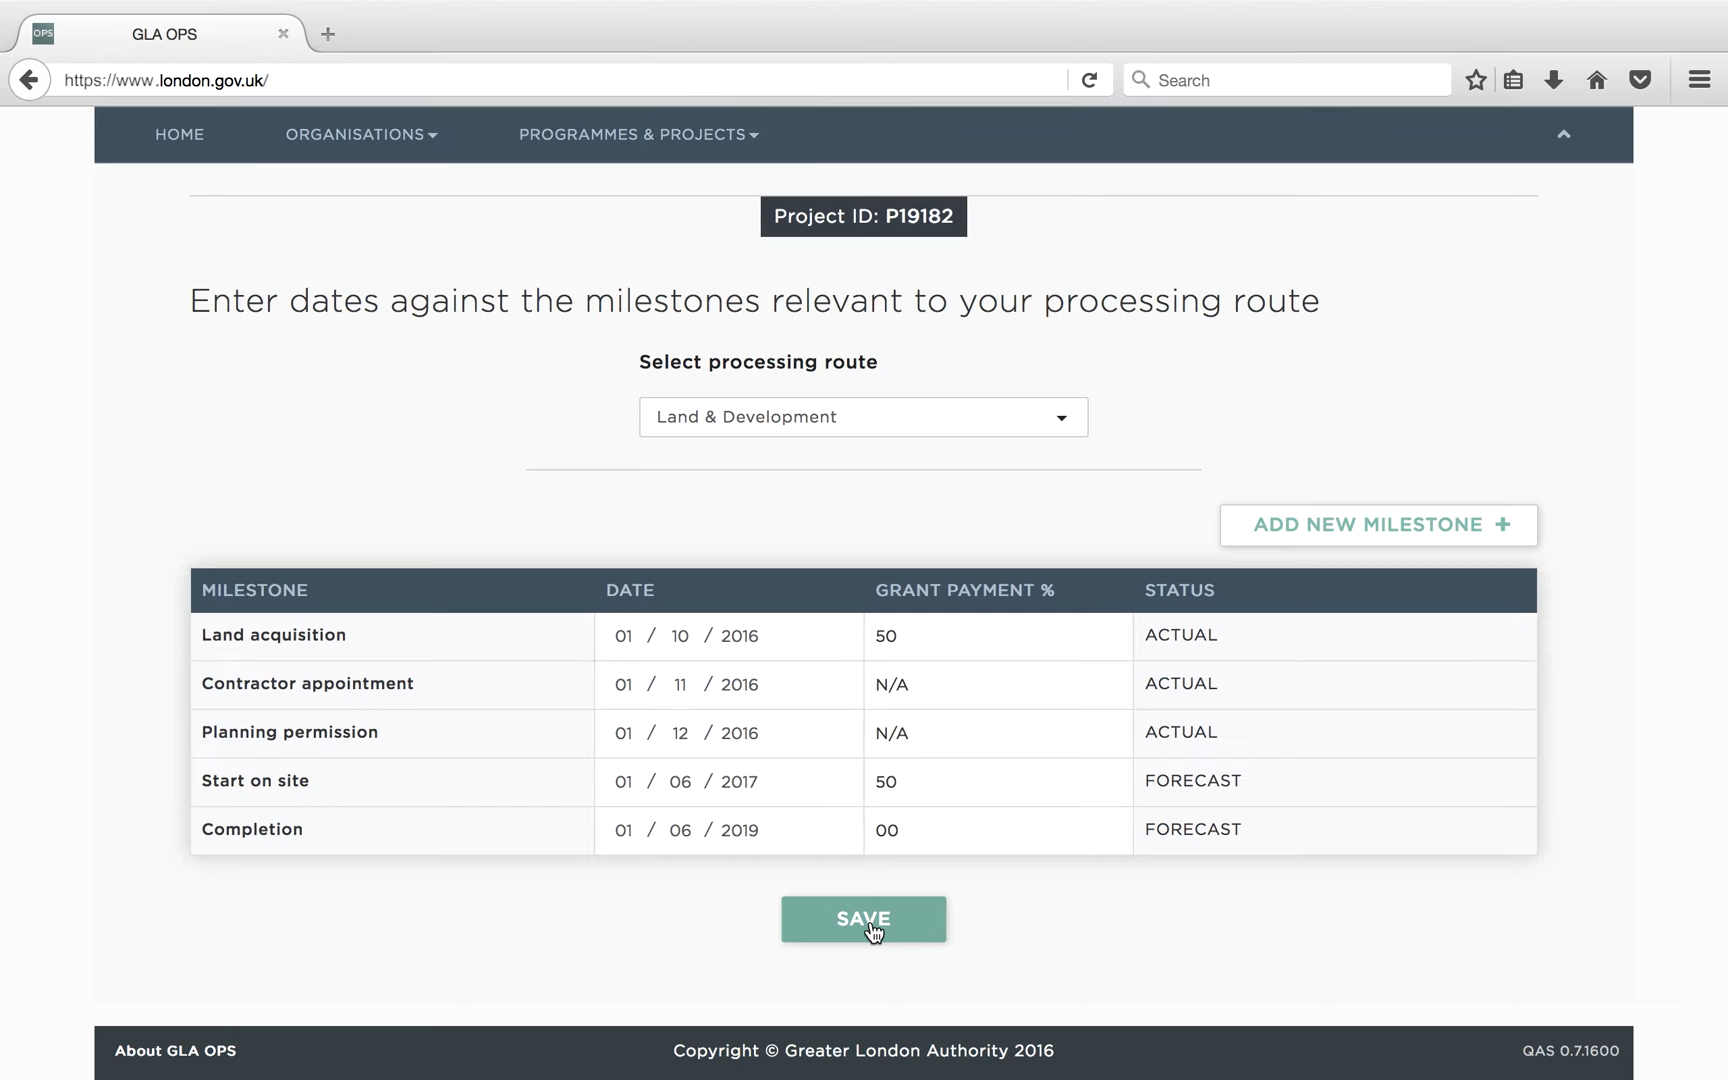 OPS GLA OPS
https://www.london.gov.uk/ Search
HOME ORGANISATIONS PROGRAMMES & PROJECTS
Project ID: P19182
Enter dates against the milestones relevant to your processing route
Select processing route
Land & Development
ADD NEW MILESTONE +
MILESTONE DATE GRANT PAYMENT % STATUS
Land acquisition 01 / 10 / 2016 50 ACTUAL
Contractor appointment 01 / 11 / 2016 N/A ACTUAL
Planning permission 01 / 12 / 2016 N/A ACTUAL
Start on site 01 / 06 / 2017 50 FORECAST
Completion 01 / 06 / 2019 00 FORECAST
SAVE
About GLA OPS Copyright © Greater London Authority 2016 QAS 0.7.1600